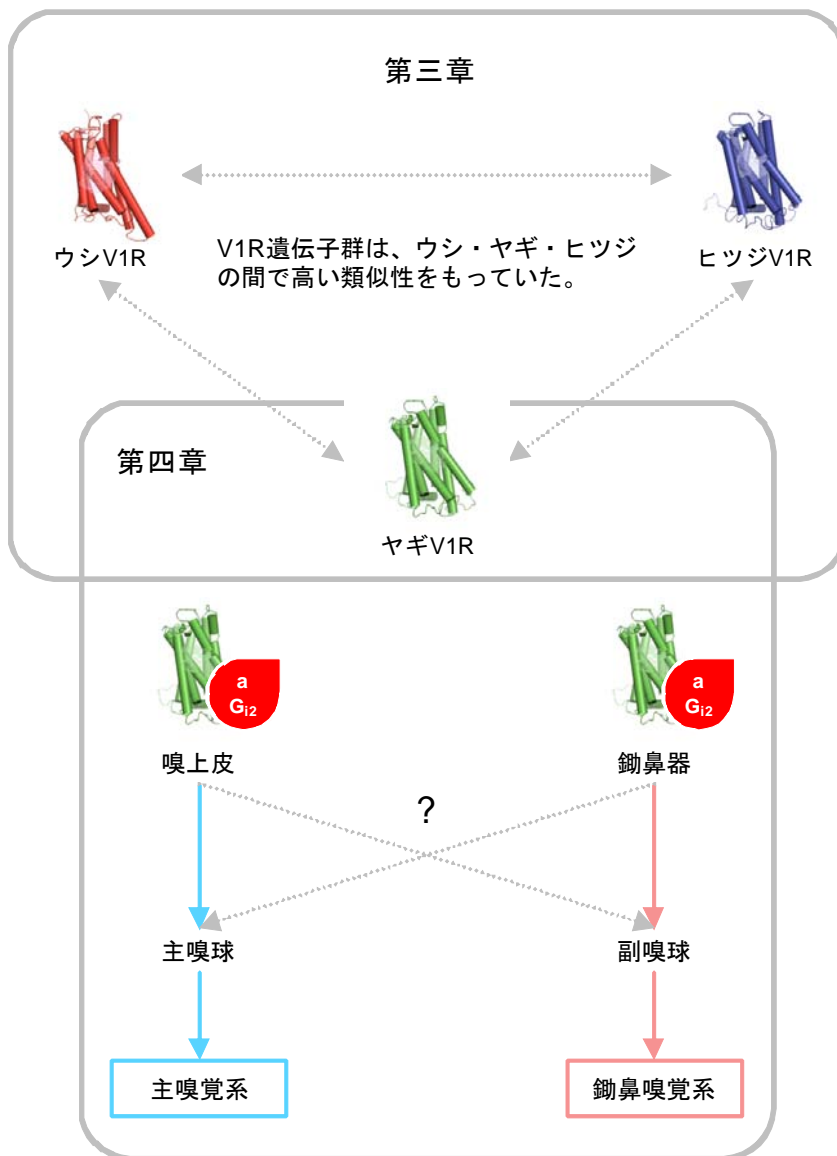 第三章
ウシV1R
ヒツジV1R
V1R遺伝子群は、ウシ・ヤギ・ヒツジ
の間で高い類似性をもっていた。
第四章
ヤギV1R
a
Gi2
a
Gi2
嗅上皮
鋤鼻器
?
主嗅球
副嗅球
主嗅覚系
鋤鼻嗅覚系